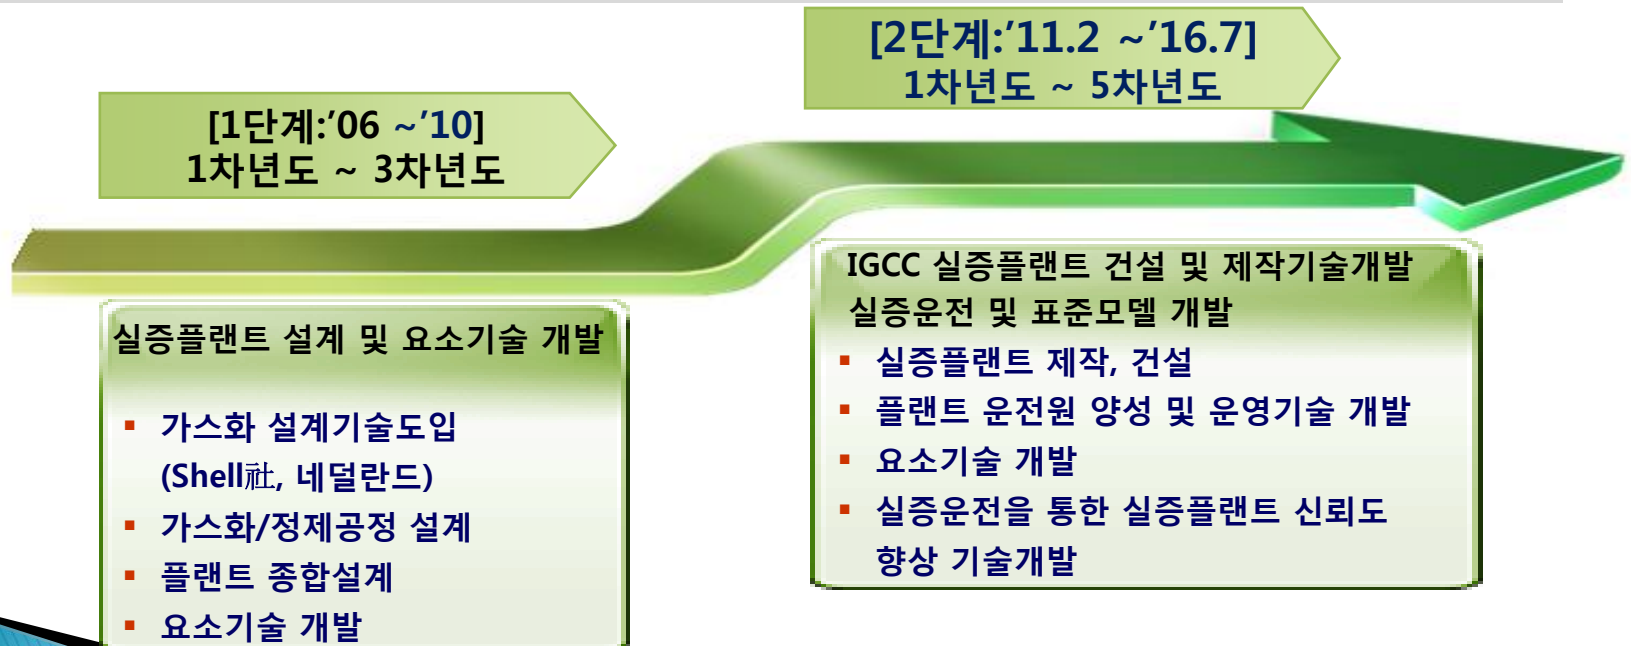 [1단계:’06 ~’10]
1차년도 ~ 3차년도
실증플랜트 설계 및 요소기술 개발
▪ 가스화 설계기술도입
(Shell社, 네덜란드)
▪ 가스화/정제공정 설계
▪ 플랜트 종합설계
▪ 요소기술 개발
[2단계:’11.2 ~’16.7]
1차년도 ~ 5차년도
IGCC 실증플랜트 건설 및 제작기술개발
실증운전 및 표준모델 개발
▪ 실증플랜트 제작, 건설
▪ 플랜트 운전원 양성 및 운영기술 개발
▪ 요소기술 개발
▪ 실증운전을 통한 실증플랜트 신뢰도
향상 기술개발